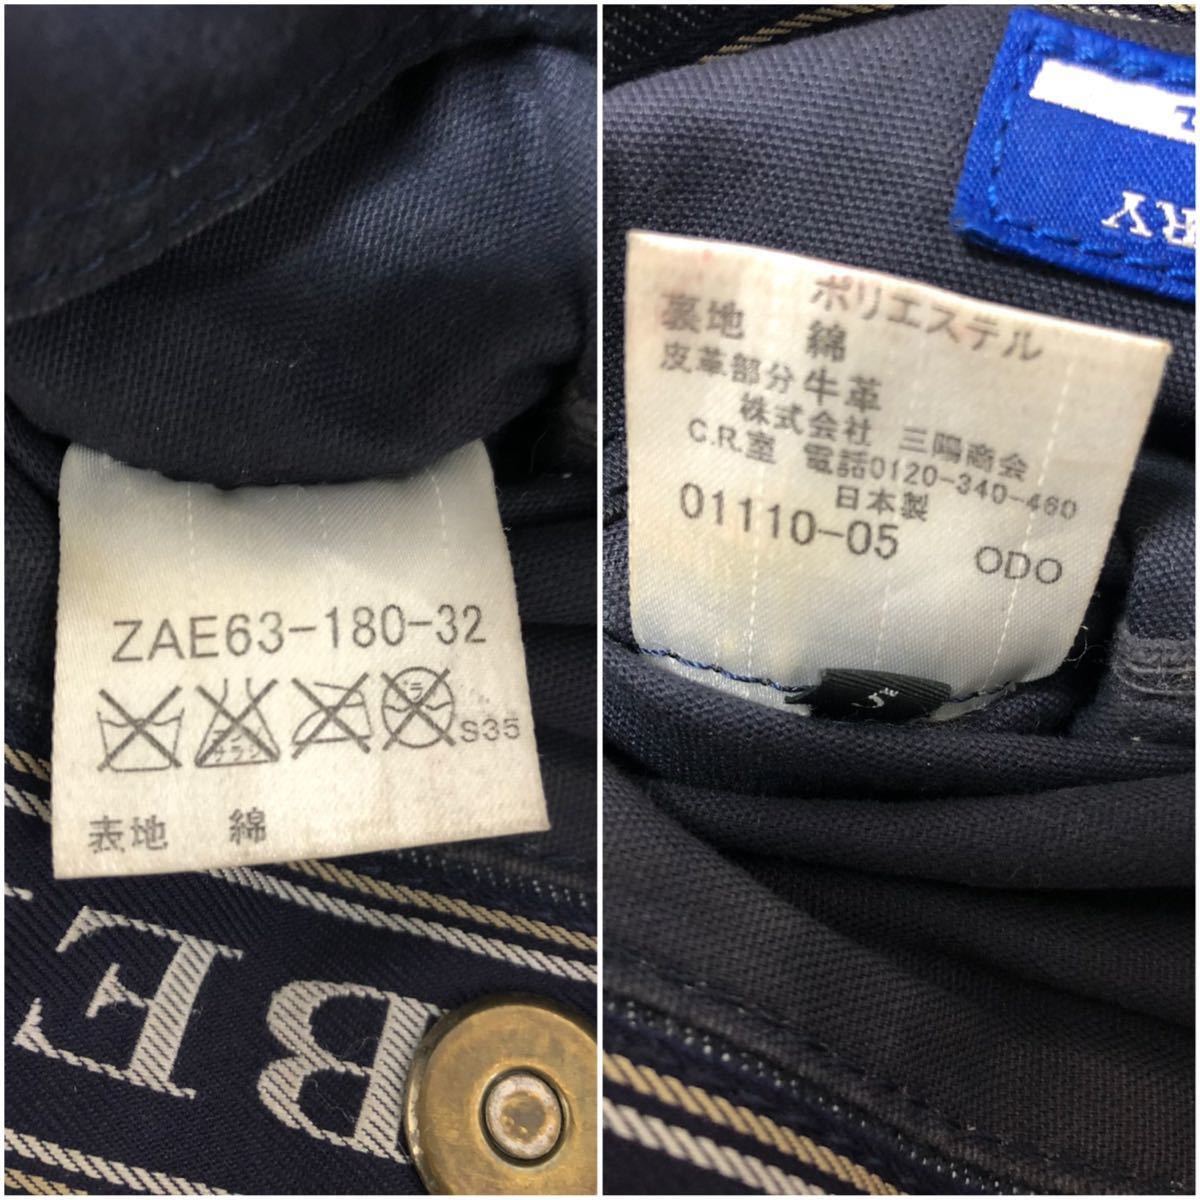 ZAE63-180-32
S35
表地 綿
BE
RY
ポリエステル
裏地 綿
皮革部分 牛革
株式会社 三陽商会
C.R.室 電話0120-340-460
日本製
01110-05 ODO